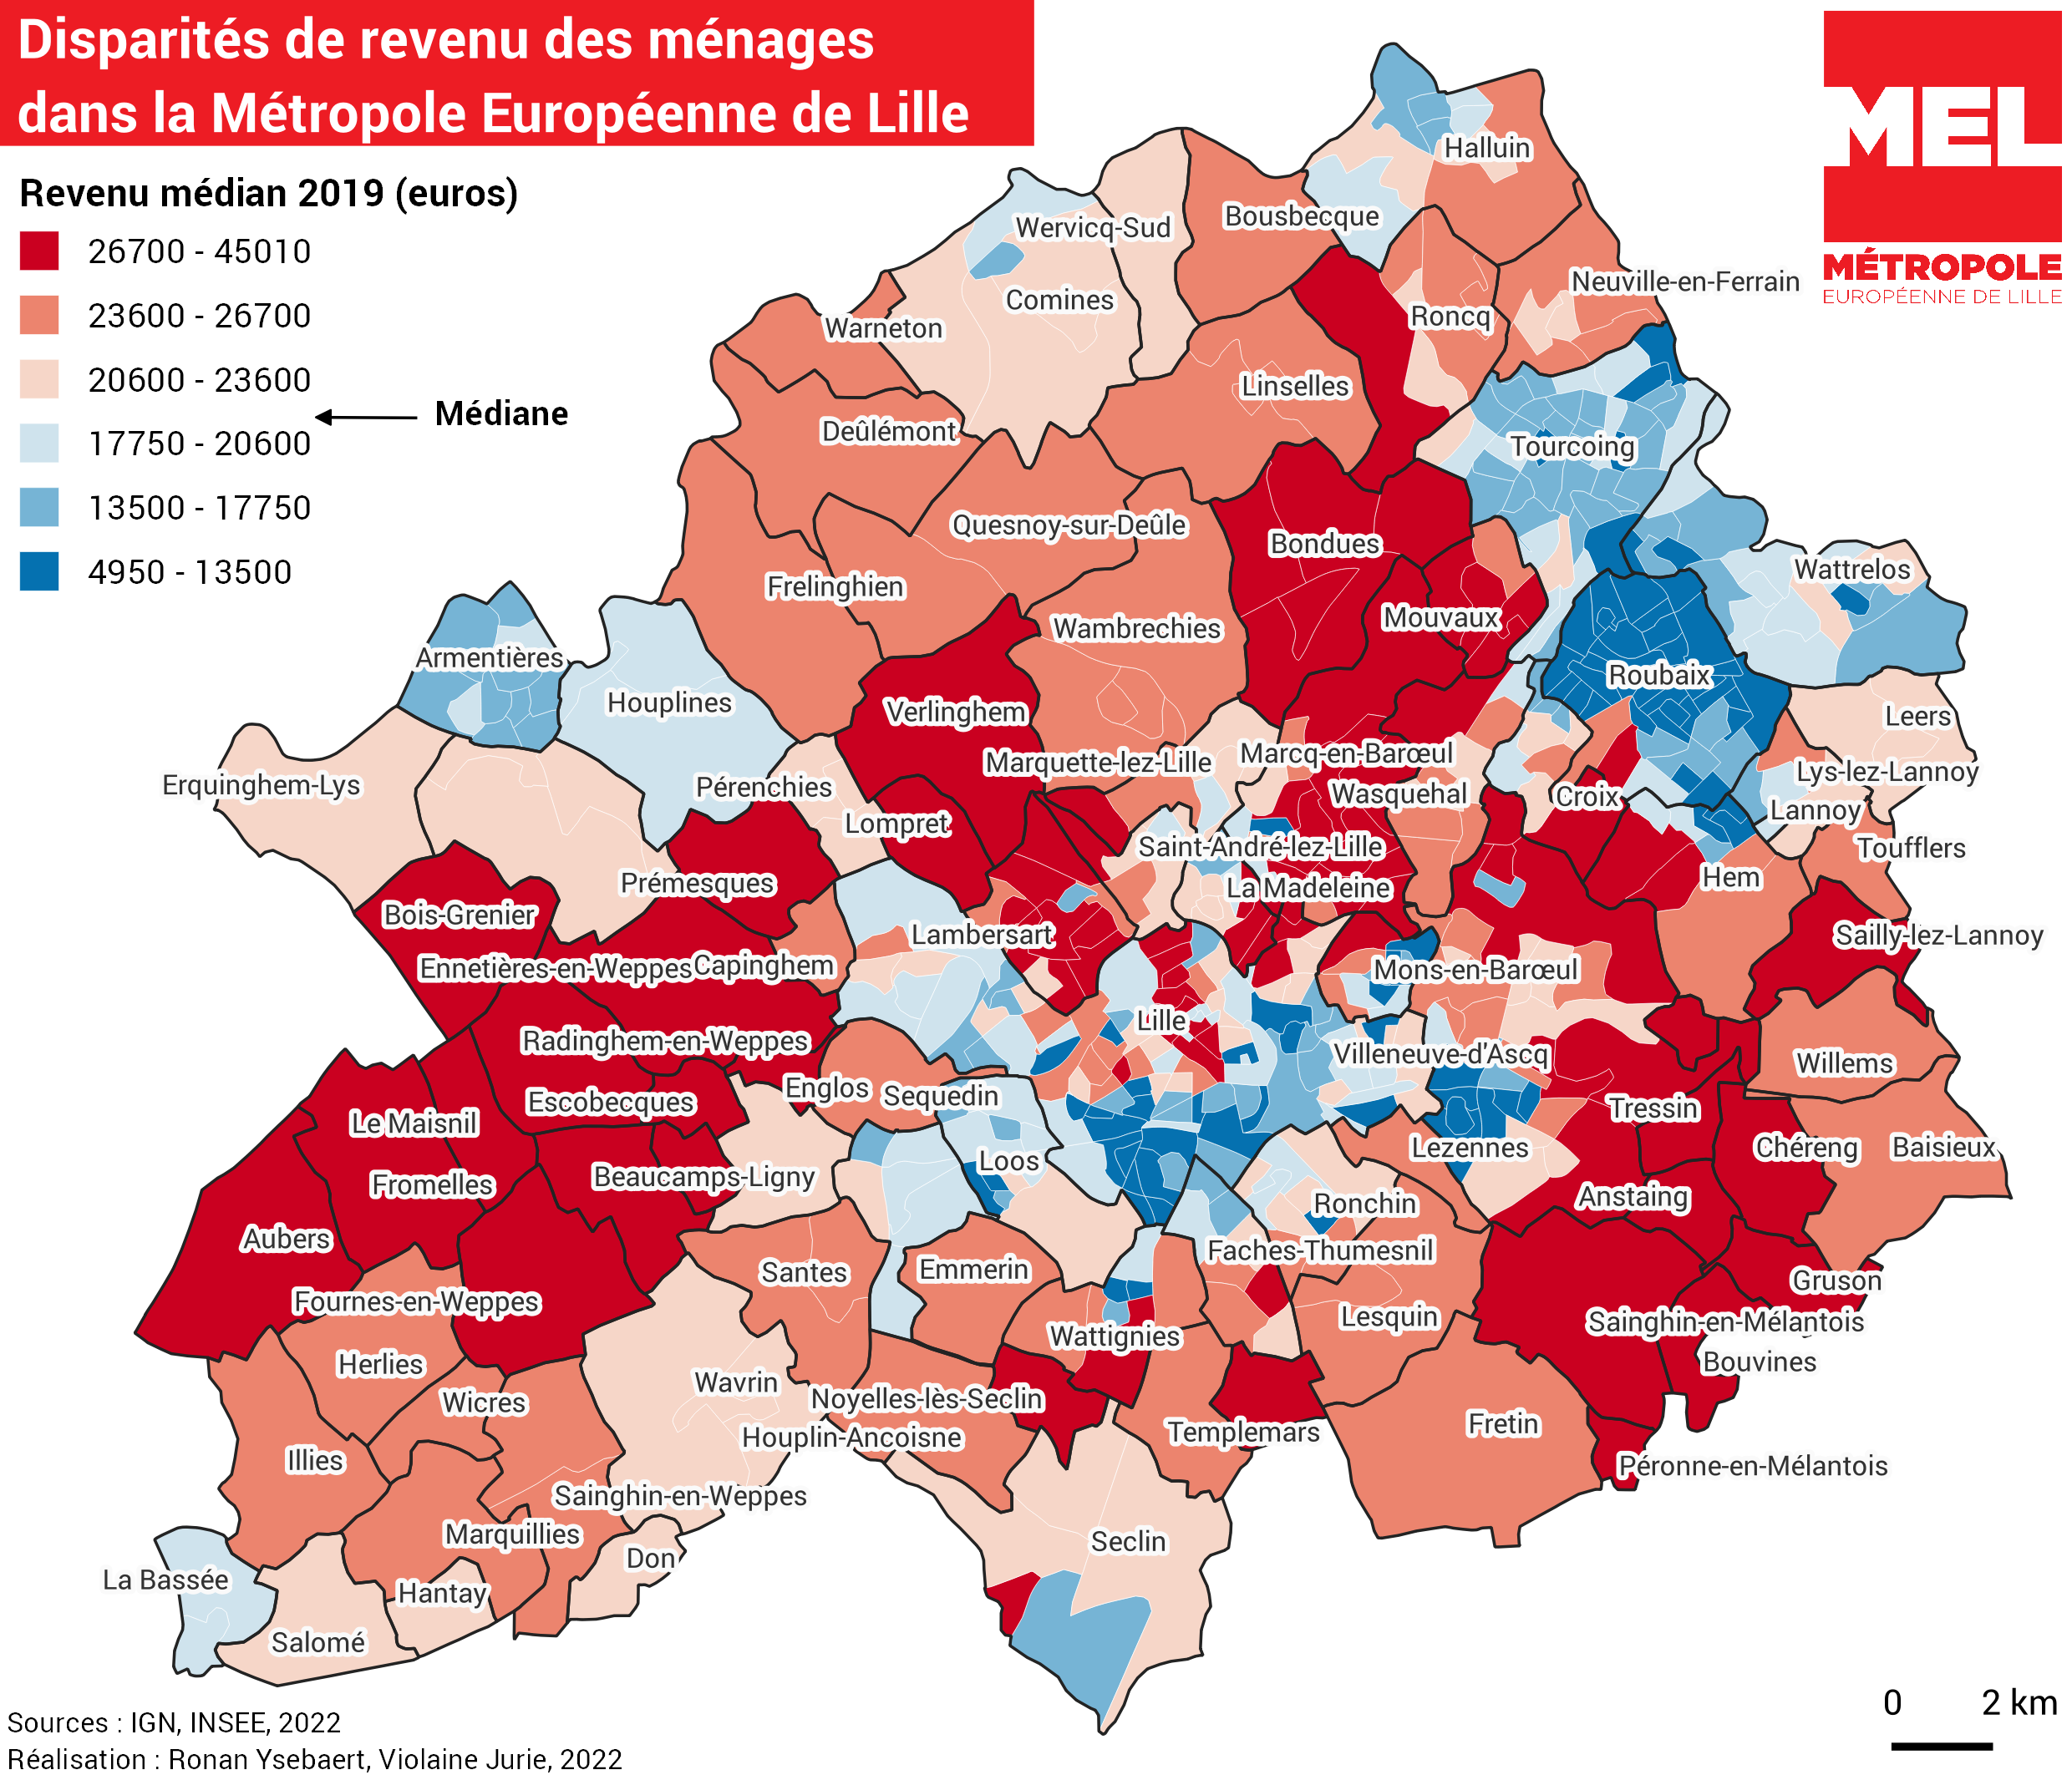 Disparités de revenu des ménages
dans la Métropole Européenne de Lille
MEL
MÉTROPOLE
EUROPÉENNE DE LILLE
Revenu médian 2019 (euros)
26700 - 45010
23600 - 26700
20600 - 23600
Médiane
17750 - 20600
13500 - 17750
4950 - 13500
Halluin
Bousbecque
Wervicq-Sud
Neuville-en-Ferrain
Comines
Roncq
Warneton
Linselles
Deûlémont
Tourcoing
Quesnoy-sur-Deûle
Bondues
Wattrelos
Frelinghien
Mouvaux
Wambrechies
Armentières
Roubaix
Houplines
Verlinghem
Leers
Marcq-en-Barœul
Marquette-lez-Lille
Lys-lez-Lannoy
Erquinghem-Lys
Pérenchies
Wasquehal
Croix
Lannoy
Lompret
Saint-André-lez-Lille
Toufflers
Hem
Prémesques
La Madeleine
Bois-Grenier
Lambersart
Sailly-lez-Lannoy
Ennetières-en-Weppes
Capinghem
Mons-en-Barœul
Lille
Radinghem-en-Weppes
Villeneuve-d'Ascq
Willems
Englos
Sequedin
Escobecques
Tressin
Le Maisnil
Lezennes
Chéreng
Baisieux
Loos
Beaucamps-Ligny
Fromelles
Anstaing
Ronchin
Aubers
Faches-Thumesnil
Santes
Emmerin
Gruson
Fournes-en-Weppes
Lesquin
Sainghin-en-Mélantois
Wattignies
Herlies
Bouvines
Wavrin
Noyelles-lès-Seclin
Wicres
Fretin
Templemars
Houplin-Ancoisne
Illies
Péronne-en-Mélantois
Sainghin-en-Weppes
Marquillies
Seclin
Don
La Bassée
Hantay
Salomé
0 2 km
Sources : IGN, INSEE, 2022
Réalisation : Ronan Ysebaert, Violaine Jurie, 2022